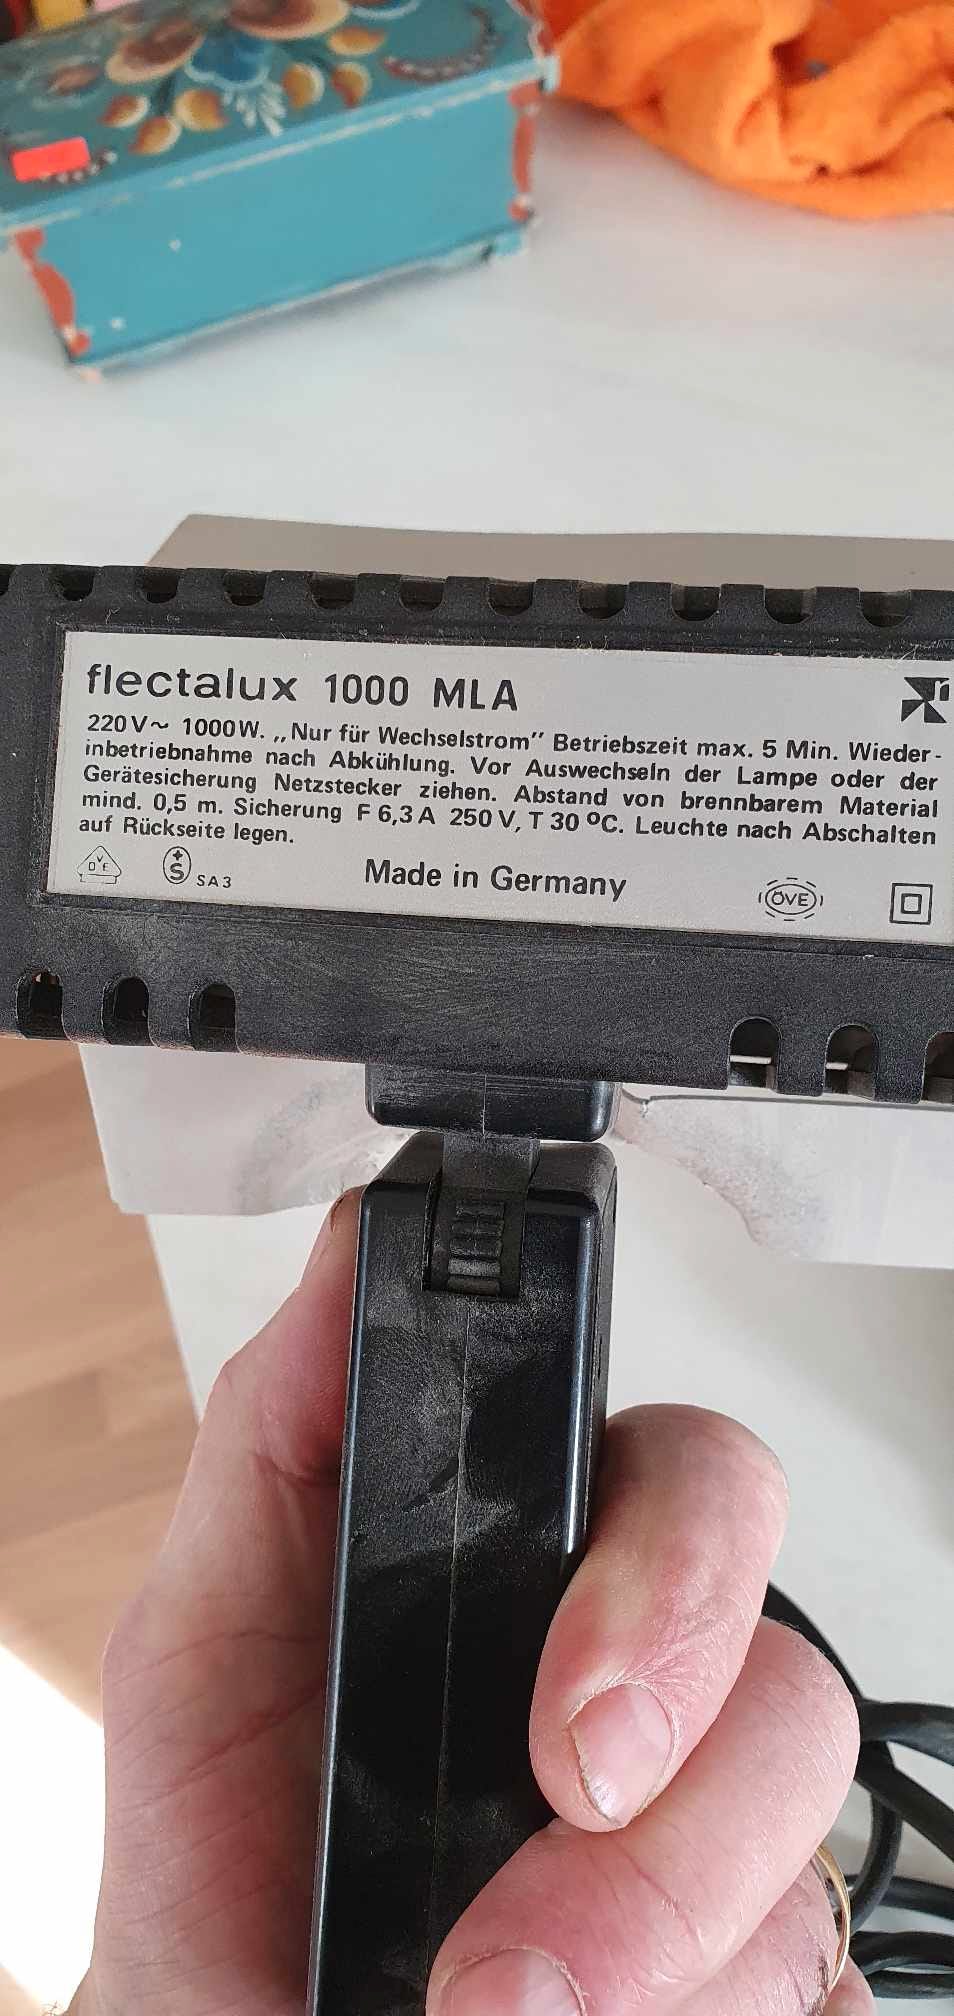 flectalux 1000 MLA
220V~ 1000W. „Nur für Wechselstrom” Betriebszeit max. 5 Min. Wieder-
inbetriebnahme nach Abkühlung. Vor Auswechseln der Lampe oder der
Gerätesicherung Netzstecker ziehen. Abstand von brennbarem Material
mind. 0,5 m. Sicherung F 6,3 A 250 V, T 30 °C. Leuchte nach Abschalten
auf Rückseite legen.
DVE S SA3 Made in Germany ÖVE